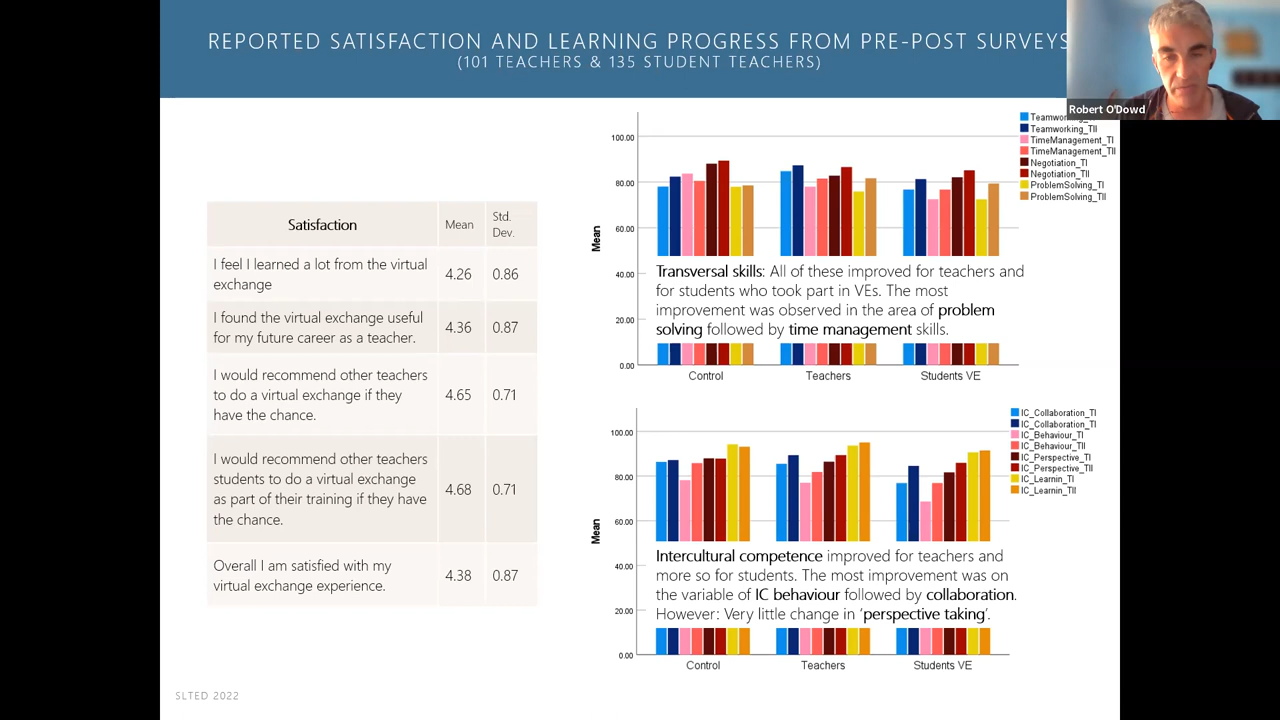 REPORTED SATISFACTION AND LEARNING PROGRESS FROM PRE-POST SURVEYS
(101 TEACHERS & 135 STUDENT TEACHERS)
Robert O'Dowd
Satisfaction Mean Std. Dev.
I feel I learned a lot from the virtual
exchange
4.26 0.86
I found the virtual exchange useful
for my future career as a teacher.
4.36 0.87
I would recommend other teachers
to do a virtual exchange if they
have the chance.
4.65 0.71
I would recommend other teachers
students to do a virtual exchange
as part of their training if they have
the chance.
4.68 0.71
Overall I am satisfied with my
virtual exchange experience.
4.38 0.87
Mean
100.00
80.00
60.00
40.00
20.00
0.00
Teamworking_TII
TimeManagement_TI
TimeManagement_TII
Negotiation_TI
Negotiation_TII
ProblemSolving_TI
ProblemSolving_TII
Transversal skills: All of these improved for teachers and
for students who took part in VEs. The most
improvement was observed in the area of problem
solving followed by time management skills.
Control Teachers Students VE
Mean
100.00
80.00
60.00
40.00
20.00
0.00
IC_Collaboration_TI
IC_Collaboration_TII
IC_Behaviour_TI
IC_Behaviour_TII
IC_Perspective_TI
IC_Perspective_TII
IC_Learnin_TI
IC_Learnin_TII
Intercultural competence improved for teachers and
more so for students. The most improvement was on
the variable of IC behaviour followed by collaboration.
However: Very little change in 'perspective taking'.
Control Teachers Students VE
SLTED 2022